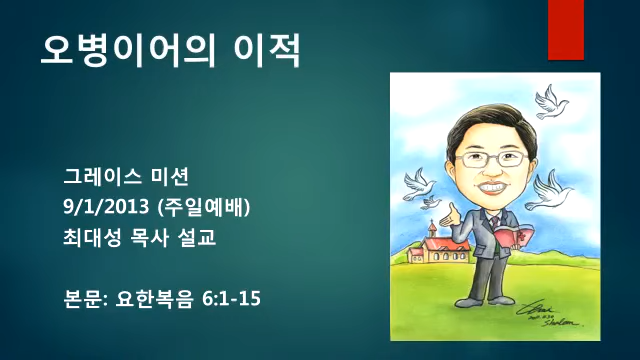 오병이어의 이적
그레이스 미션
9/1/2013 (주일예배)
최대성 목사 설교
본문: 요한복음 6:1-15